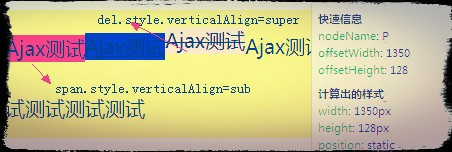 del.style.verticalAlign=super
Ajax测试Ajax测试Ajax测试Ajax测试
span.style.verticalAlign=sub
试测试测试测试
快速信息
nodeName: P
offsetWidth: 1350
offsetHeight: 128
计算出的样式
width: 1350px
height: 128px
position: static